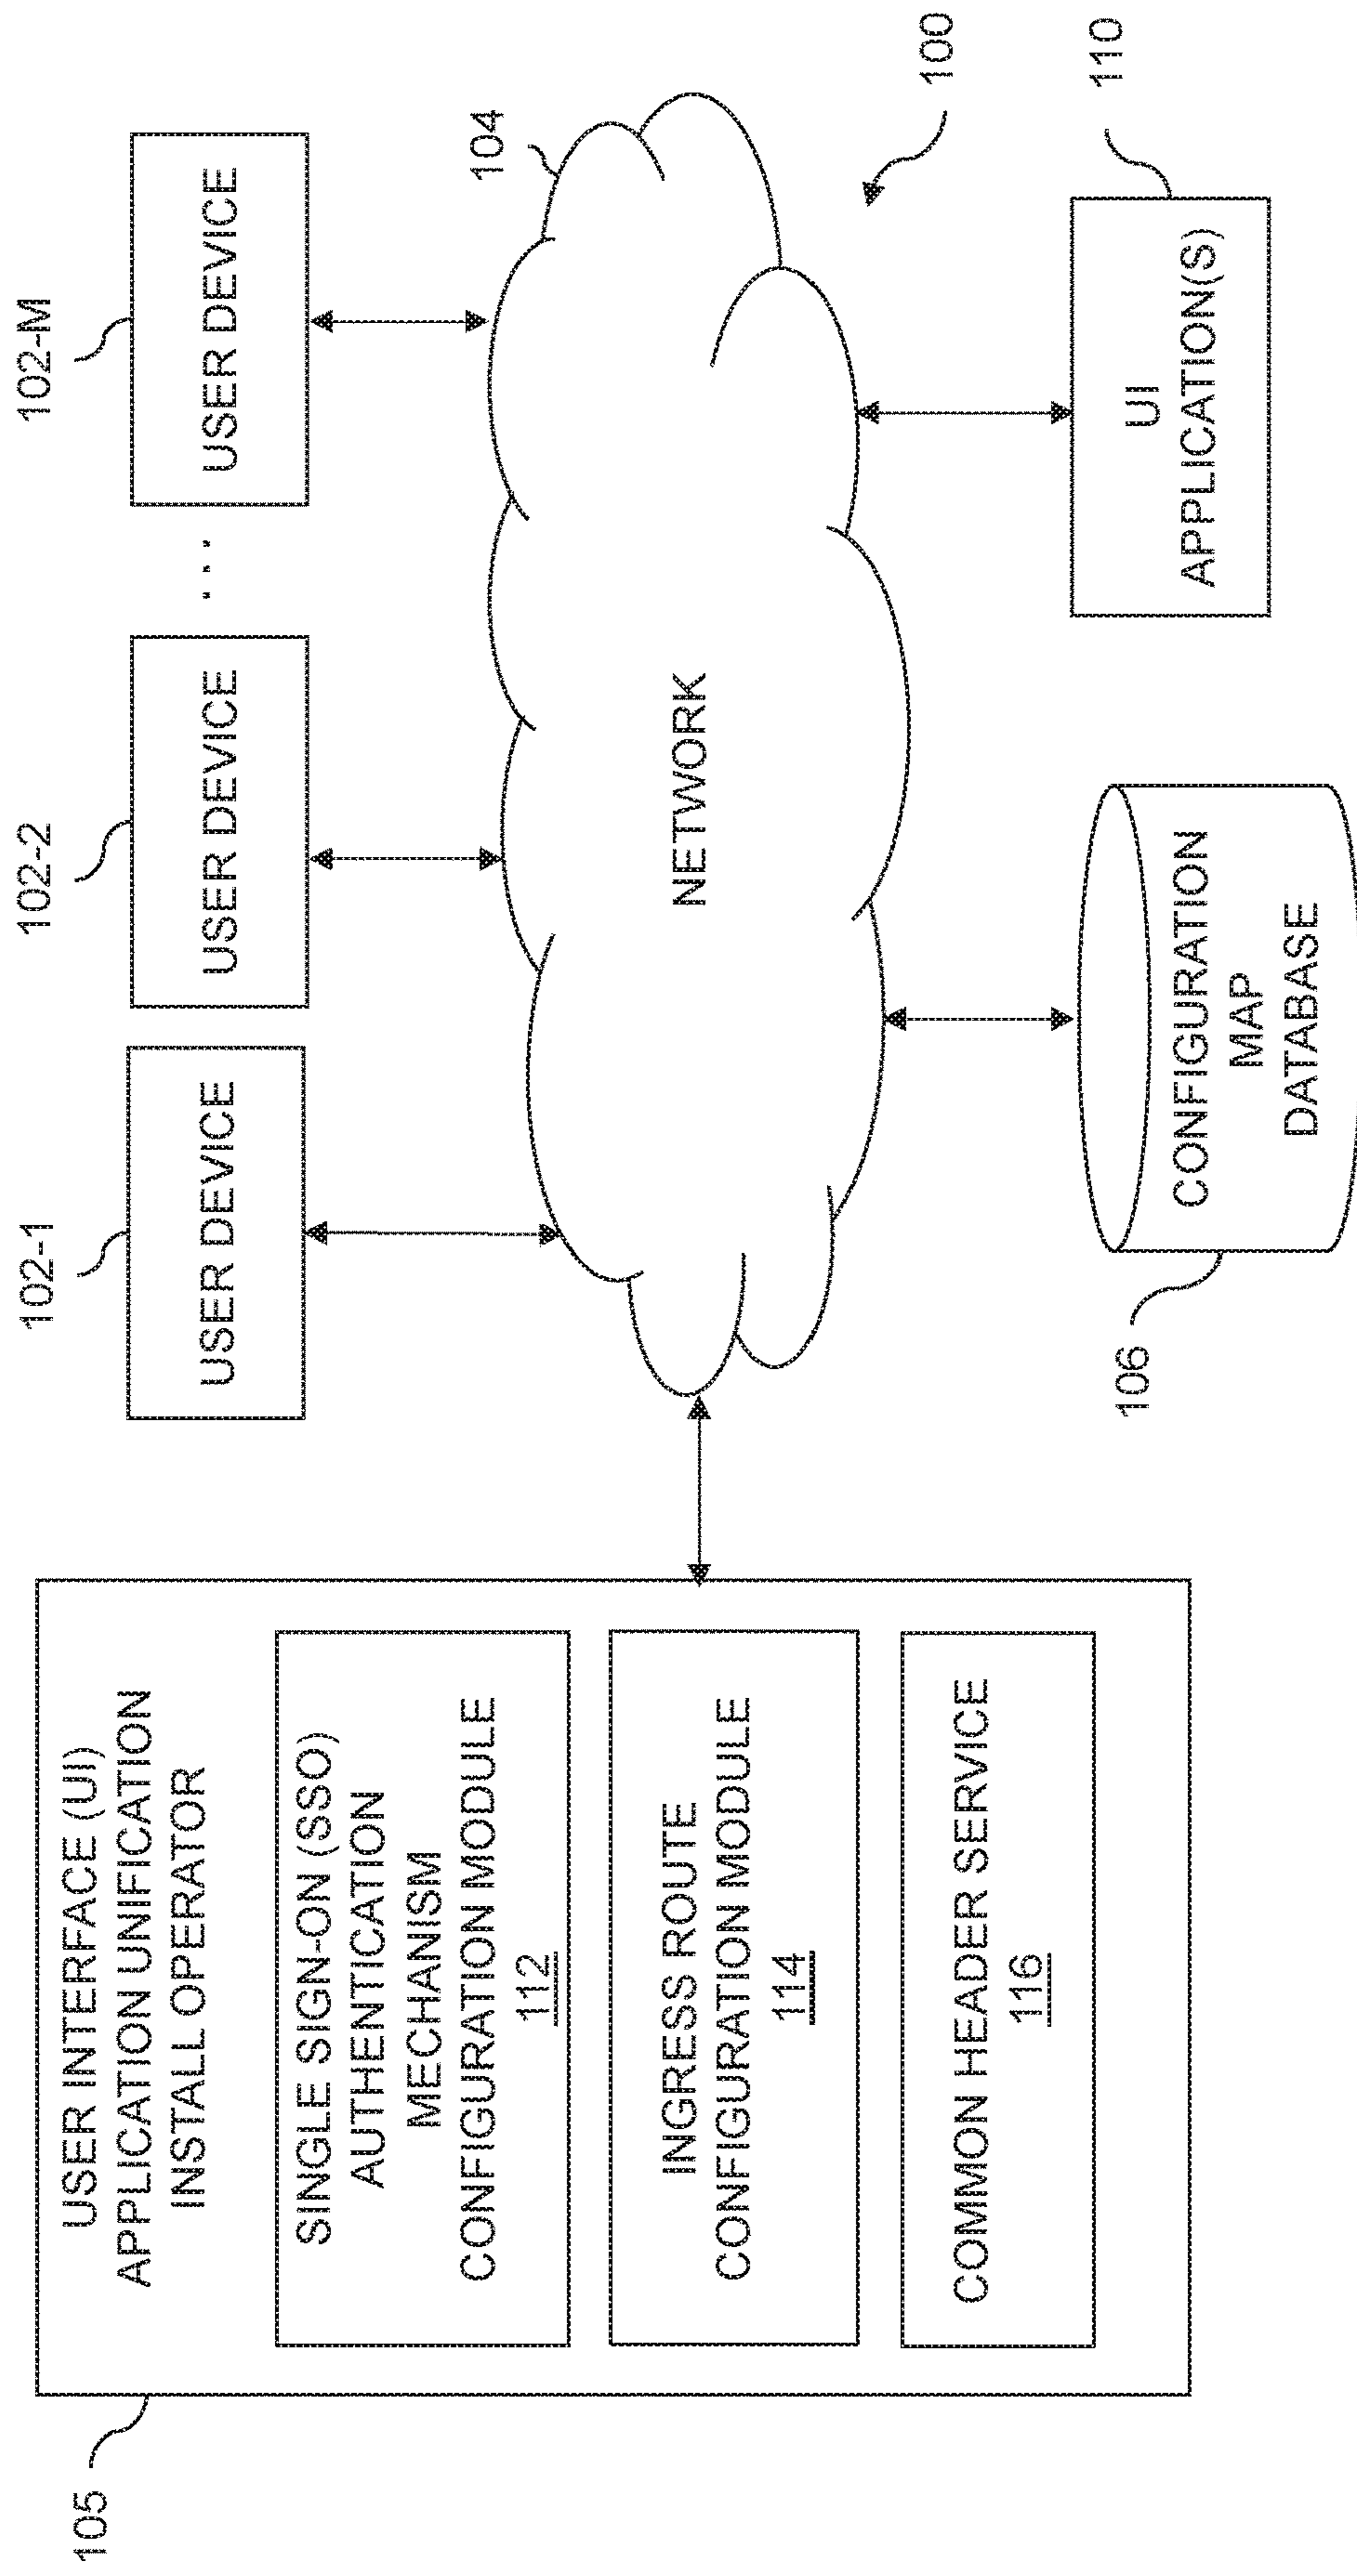 105
USER INTERFACE (UI)
APPLICATION UNIFICATION
INSTALL OPERATOR
SINGLE SIGN-ON (SSO)
AUTHENTICATION
MECHANISM
CONFIGURATION MODULE
112
INGRESS ROUTE
CONFIGURATION MODULE
114
COMMON HEADER SERVICE
116
102-1
USER DEVICE
102-2
USER DEVICE
. . .
102-M
USER DEVICE
104
NETWORK
100
106
CONFIGURATION
MAP
DATABASE
110
UI
APPLICATION(S)